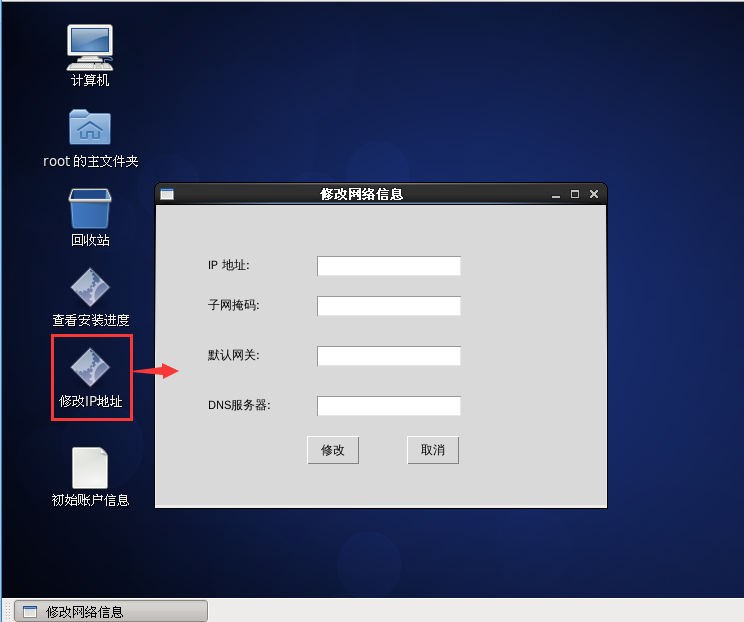 计算机
root 的主文件夹
回收站
查看安装进度
修改IP地址
初始账户信息
修改网络信息
IP 地址:
子网掩码:
默认网关:
DNS服务器:
修改
取消
修改网络信息